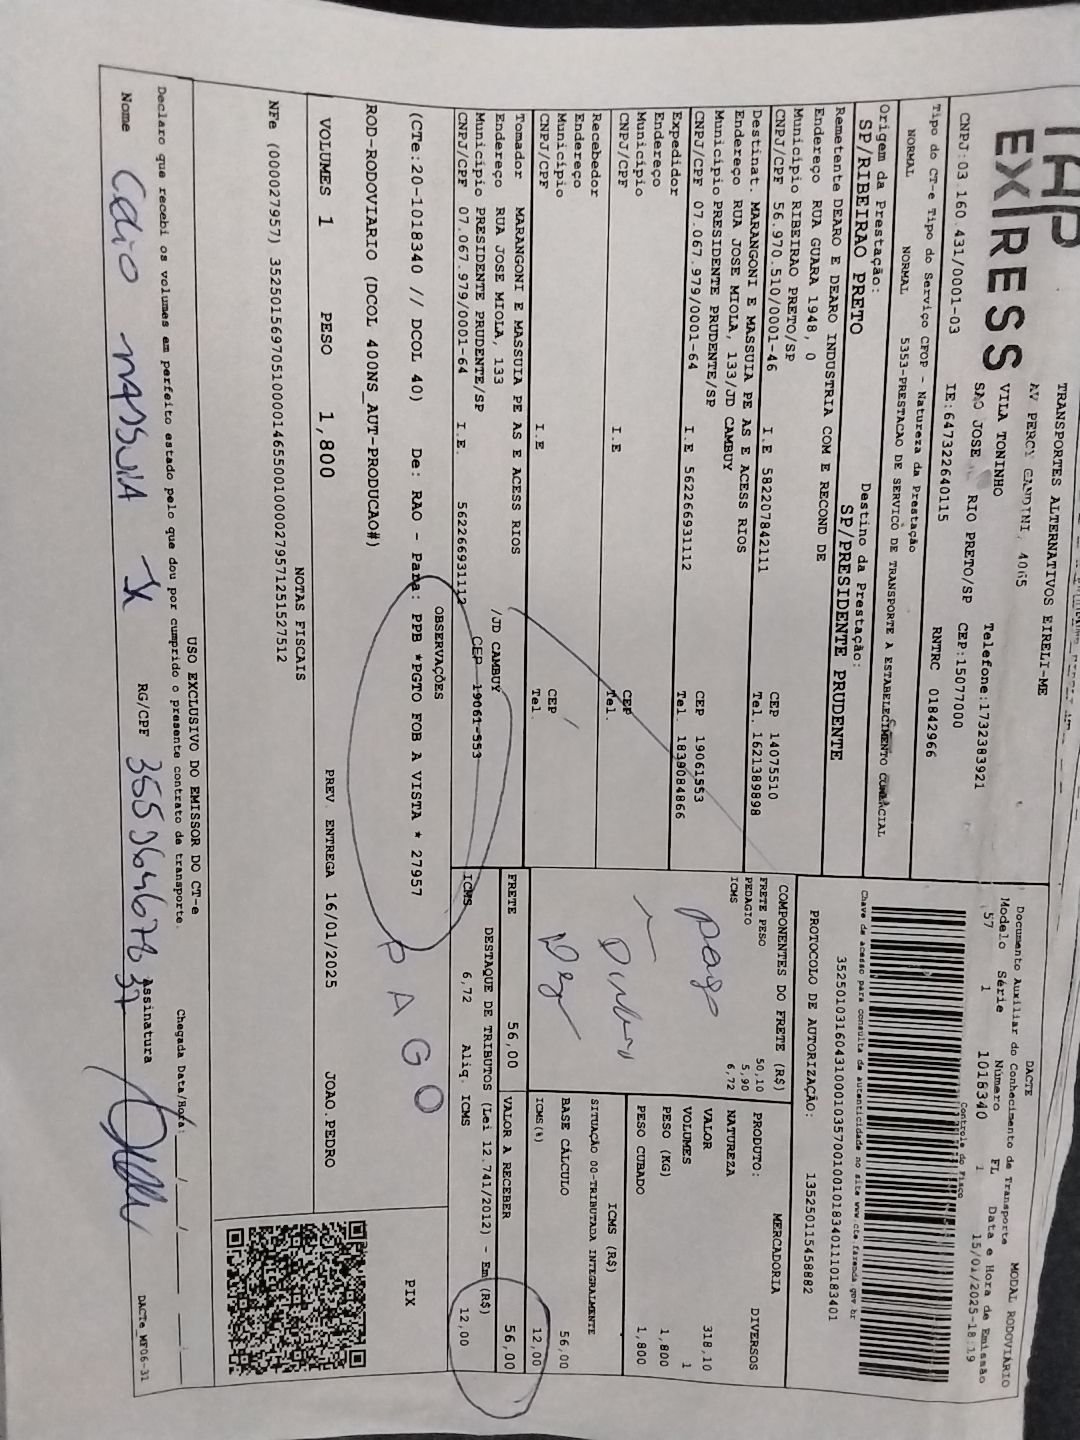 TAP
EXPRESS
TRANSPORTES ALTERNATIVOS EIRELI-ME
AV PERCY GANDINI, 4065
VILA TONINHO
SAO JOSE RIO PRETO/SP CEP:15077000
CNPJ:03.160.431/0001-03 IE:647322640115 Telefone:1732383921
RNTRC 01842966
DACTE MODAL RODOVIÁRIO
Documento Auxiliar do Conhecimento de Transporte
Modelo Série Número FL Data e Hora de Emissão
57 1 1018340 1 15/01/2025-18:19
Controle do Fisco
Chave de acesso para consulta de autenticidade no site www.cte.fazenda.gov.br
35250103160431000103570010010183401110183401
PROTOCOLO DE AUTORIZAÇÃO: 135250115458882
Tipo do CT-e Tipo do Serviço CFOP - Natureza da Prestação
NORMAL NORMAL 5353-PRESTACAO DE SERVICO DE TRANSPORTE A ESTABELECIMENTO COMERCIAL
Origem da Prestação: Destino da Prestação:
SP/RIBEIRAO PRETO SP/PRESIDENTE PRUDENTE
Remetente DEARO E DEARO INDUSTRIA COM E RECOND DE
Endereço RUA GUARA 1948, 0
Município RIBEIRAO PRETO/SP CEP 14075510
CNPJ/CPF 56.970.510/0001-46 I.E 582207842111 Tel. 1621389898
Destinat. MARANGONI E MASSUIA PE AS E ACESS RIOS
Endereço RUA JOSE MIOLA, 133/JD CAMBUY
Município PRESIDENTE PRUDENTE/SP CEP 19061553
CNPJ/CPF 07.067.979/0001-64 I.E 562266931112 Tel. 1839084866
Expedidor
Endereço
Município CEP
CNPJ/CPF I.E Tel.
Recebedor
Endereço
Município CEP
CNPJ/CPF I.E Tel.
Tomador MARANGONI E MASSUIA PE AS E ACESS RIOS
Endereço RUA JOSE MIOLA, 133 /JD CAMBUY
Município PRESIDENTE PRUDENTE/SP CEP 19061-553
CNPJ/CPF 07.067.979/0001-64 I.E. 562266931112
COMPONENTES DO FRETE (R$)
FRETE PESO 50,10
PEDAGIO 5,90
ICMS 6,72
pago
FRETE 56,00
MERCADORIA
PRODUTO: DIVERSOS
NATUREZA
VALOR 318,10
VOLUMES 1
PESO (KG) 1,800
PESO CUBADO 1,800
ICMS (R$)
SITUAÇÃO 00-TRIBUTADA INTEGRALMENTE
BASE CÁLCULO 56,00
ICMS(%) 12,00
VALOR A RECEBER 56,00
DESTAQUE DE TRIBUTOS (Lei 12.741/2012) - Em (R$)
ICMS 6,72 Aliq. ICMS 12,00
OBSERVAÇÕES
(CTe:20-1018340 // DCOL 40) De: RAO - Para: PPB *PGTO FOB A VISTA * 27957
ROD-RODOVIARIO (DCOL 400NS_AUT-PRODUCAO#)
PAGO
PIX
VOLUMES 1 PESO 1,800 PREV. ENTREGA 16/01/2025 JOAO.PEDRO
NOTAS FISCAIS
NFe (000027957) 35250156970510000146550010000279571251527512
USO EXCLUSIVO DO EMISSOR DO CT-e
Declaro que recebi os volumes em perfeito estado pelo que dou por cumprido o presente contrato de transporte.
Chegada Data/Hora: __/__/____ __:__
Nome Célio MASSUIA Jr RG/CPF 355964678 37 Assinatura
DACTe_MF06-31